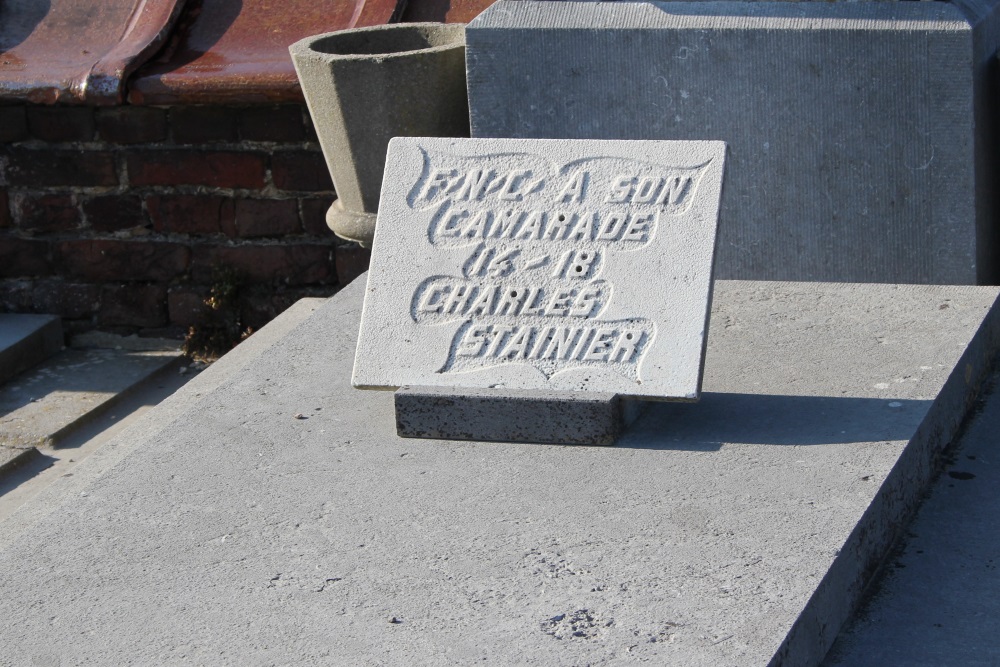 F.N.C. A SON
CAMARADE
14-18
CHARLES
STAINIER